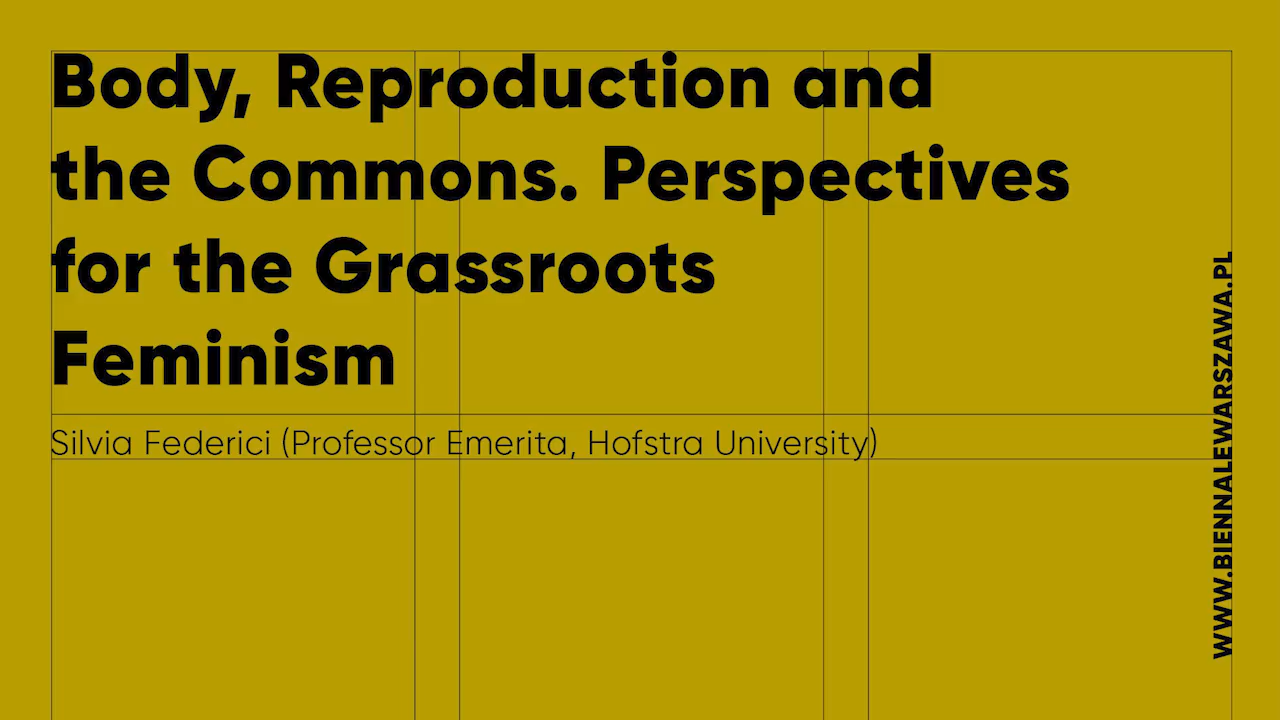 Body, Reproduction and
the Commons. Perspectives
for the Grassroots
Feminism
Silvia Federici (Professor Emerita, Hofstra University)
WWW.BIENNALEWARSZAWA.PL